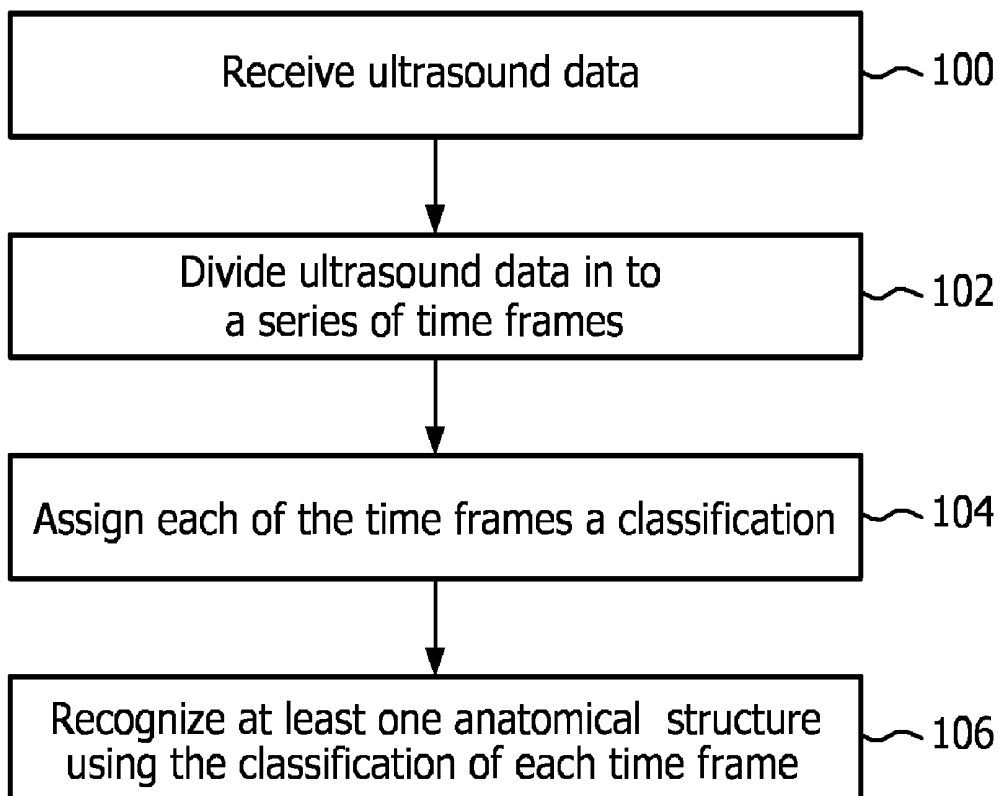 Receive ultrasound data
100
Divide ultrasound data in to
a series of time frames
102
Assign each of the time frames a classification
104
Recognize at least one anatomical structure
using the classification of each time frame
106